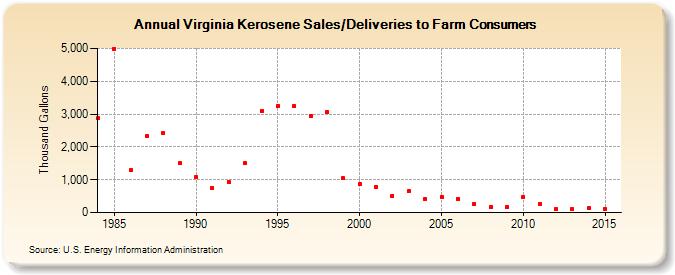 Annual Virginia Kerosene Sales/Deliveries to Farm Consumers
Thousand Gallons
5,000
4,000
3,000
2,000
1,000
0
1985 1990 1995 2000 2005 2010 2015
Source: U.S. Energy Information Administration